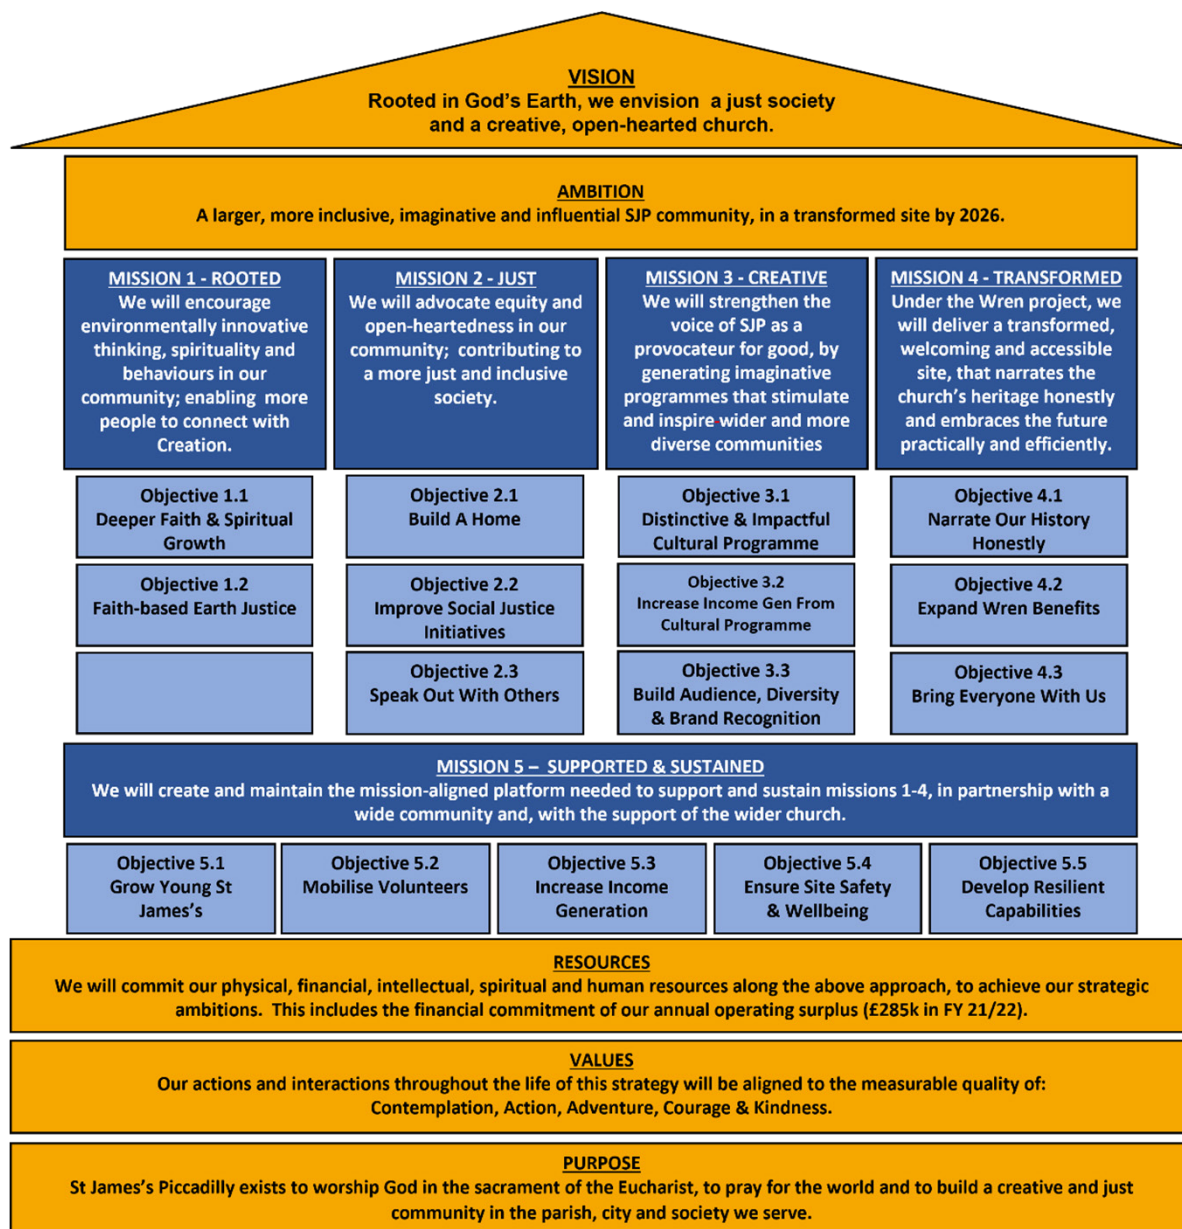 VISION
Rooted in God's Earth, we envision a just society
and a creative, open-hearted church.
AMBITION
A larger, more inclusive, imaginative and influential SJP community, in a transformed site by 2026.
MISSION 1 - ROOTED
We will encourage
environmentally innovative
thinking, spirituality and
behaviours in our
community; enabling more
people to connect with
Creation.
MISSION 2 - JUST
We will advocate equity and
open-heartedness in our
community; contributing to
a more just and inclusive
society.
MISSION 3 - CREATIVE
We will strengthen the
voice of SJP as a
provocateur for good, by
generating imaginative
programmes that stimulate
and inspire-wider and more
diverse communities
MISSION 4 - TRANSFORMED
Under the Wren project, we
will deliver a transformed,
welcoming and accessible
site, that narrates the
church's heritage honestly
and embraces the future
practically and efficiently.
Objective 1.1
Deeper Faith & Spiritual
Growth
Objective 1.2
Faith-based Earth Justice
Objective 2.1
Build A Home
Objective 2.2
Improve Social Justice
Initiatives
Objective 2.3
Speak Out With Others
Objective 3.1
Distinctive & Impactful
Cultural Programme
Objective 3.2
Increase Income Gen From
Cultural Programme
Objective 3.3
Build Audience, Diversity
& Brand Recognition
Objective 4.1
Narrate Our History
Honestly
Objective 4.2
Expand Wren Benefits
Objective 4.3
Bring Everyone With Us
MISSION 5 – SUPPORTED & SUSTAINED
We will create and maintain the mission-aligned platform needed to support and sustain missions 1-4, in partnership with a
wide community and, with the support of the wider church.
Objective 5.1
Grow Young St
James's
Objective 5.2
Mobilise Volunteers
Objective 5.3
Increase Income
Generation
Objective 5.4
Ensure Site Safety
& Wellbeing
Objective 5.5
Develop Resilient
Capabilities
RESOURCES
We will commit our physical, financial, intellectual, spiritual and human resources along the above approach, to achieve our strategic
ambitions. This includes the financial commitment of our annual operating surplus (£285k in FY 21/22).
VALUES
Our actions and interactions throughout the life of this strategy will be aligned to the measurable quality of:
Contemplation, Action, Adventure, Courage & Kindness.
PURPOSE
St James's Piccadilly exists to worship God in the sacrament of the Eucharist, to pray for the world and to build a creative and just
community in the parish, city and society we serve.